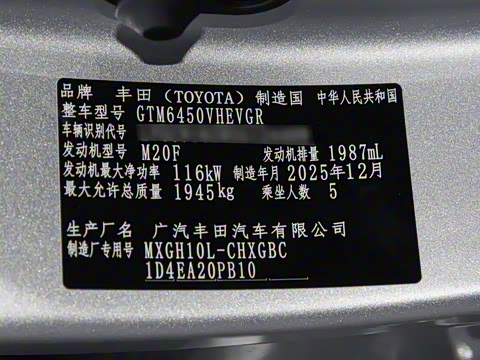 品牌 丰田（TOYOTA）制造国 中华人民共和国
整车型号 GTM6450VHEVGR
车辆识别代号
发动机型号 M20F 发动机排量 1987mL
发动机最大净功率 116kW 制造年月 2025年12月
最大允许总质量 1945kg 乘坐人数 5
生产厂名 广汽丰田汽车有限公司
制造厂专用号 MXGH10L-CHXGBC
1D4EA20PB10